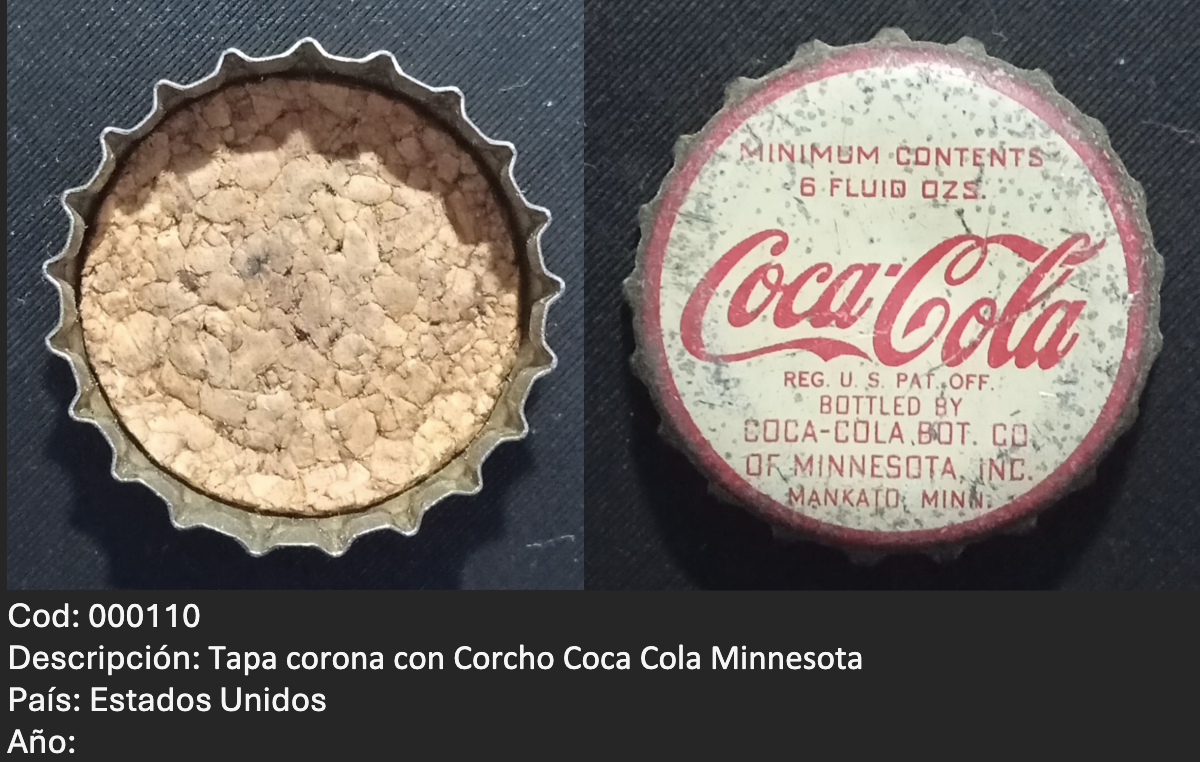 MINIMUM CONTENTS
6 FLUID OZS.
Coca-Cola
REG. U. S. PAT. OFF.
BOTTLED BY
COCA-COLA BOT. CO.
OF MINNESOTA, INC.
MANKATO, MINN.
Cod: 000110
Descripción: Tapa corona con Corcho Coca Cola Minnesota
País: Estados Unidos
Año: